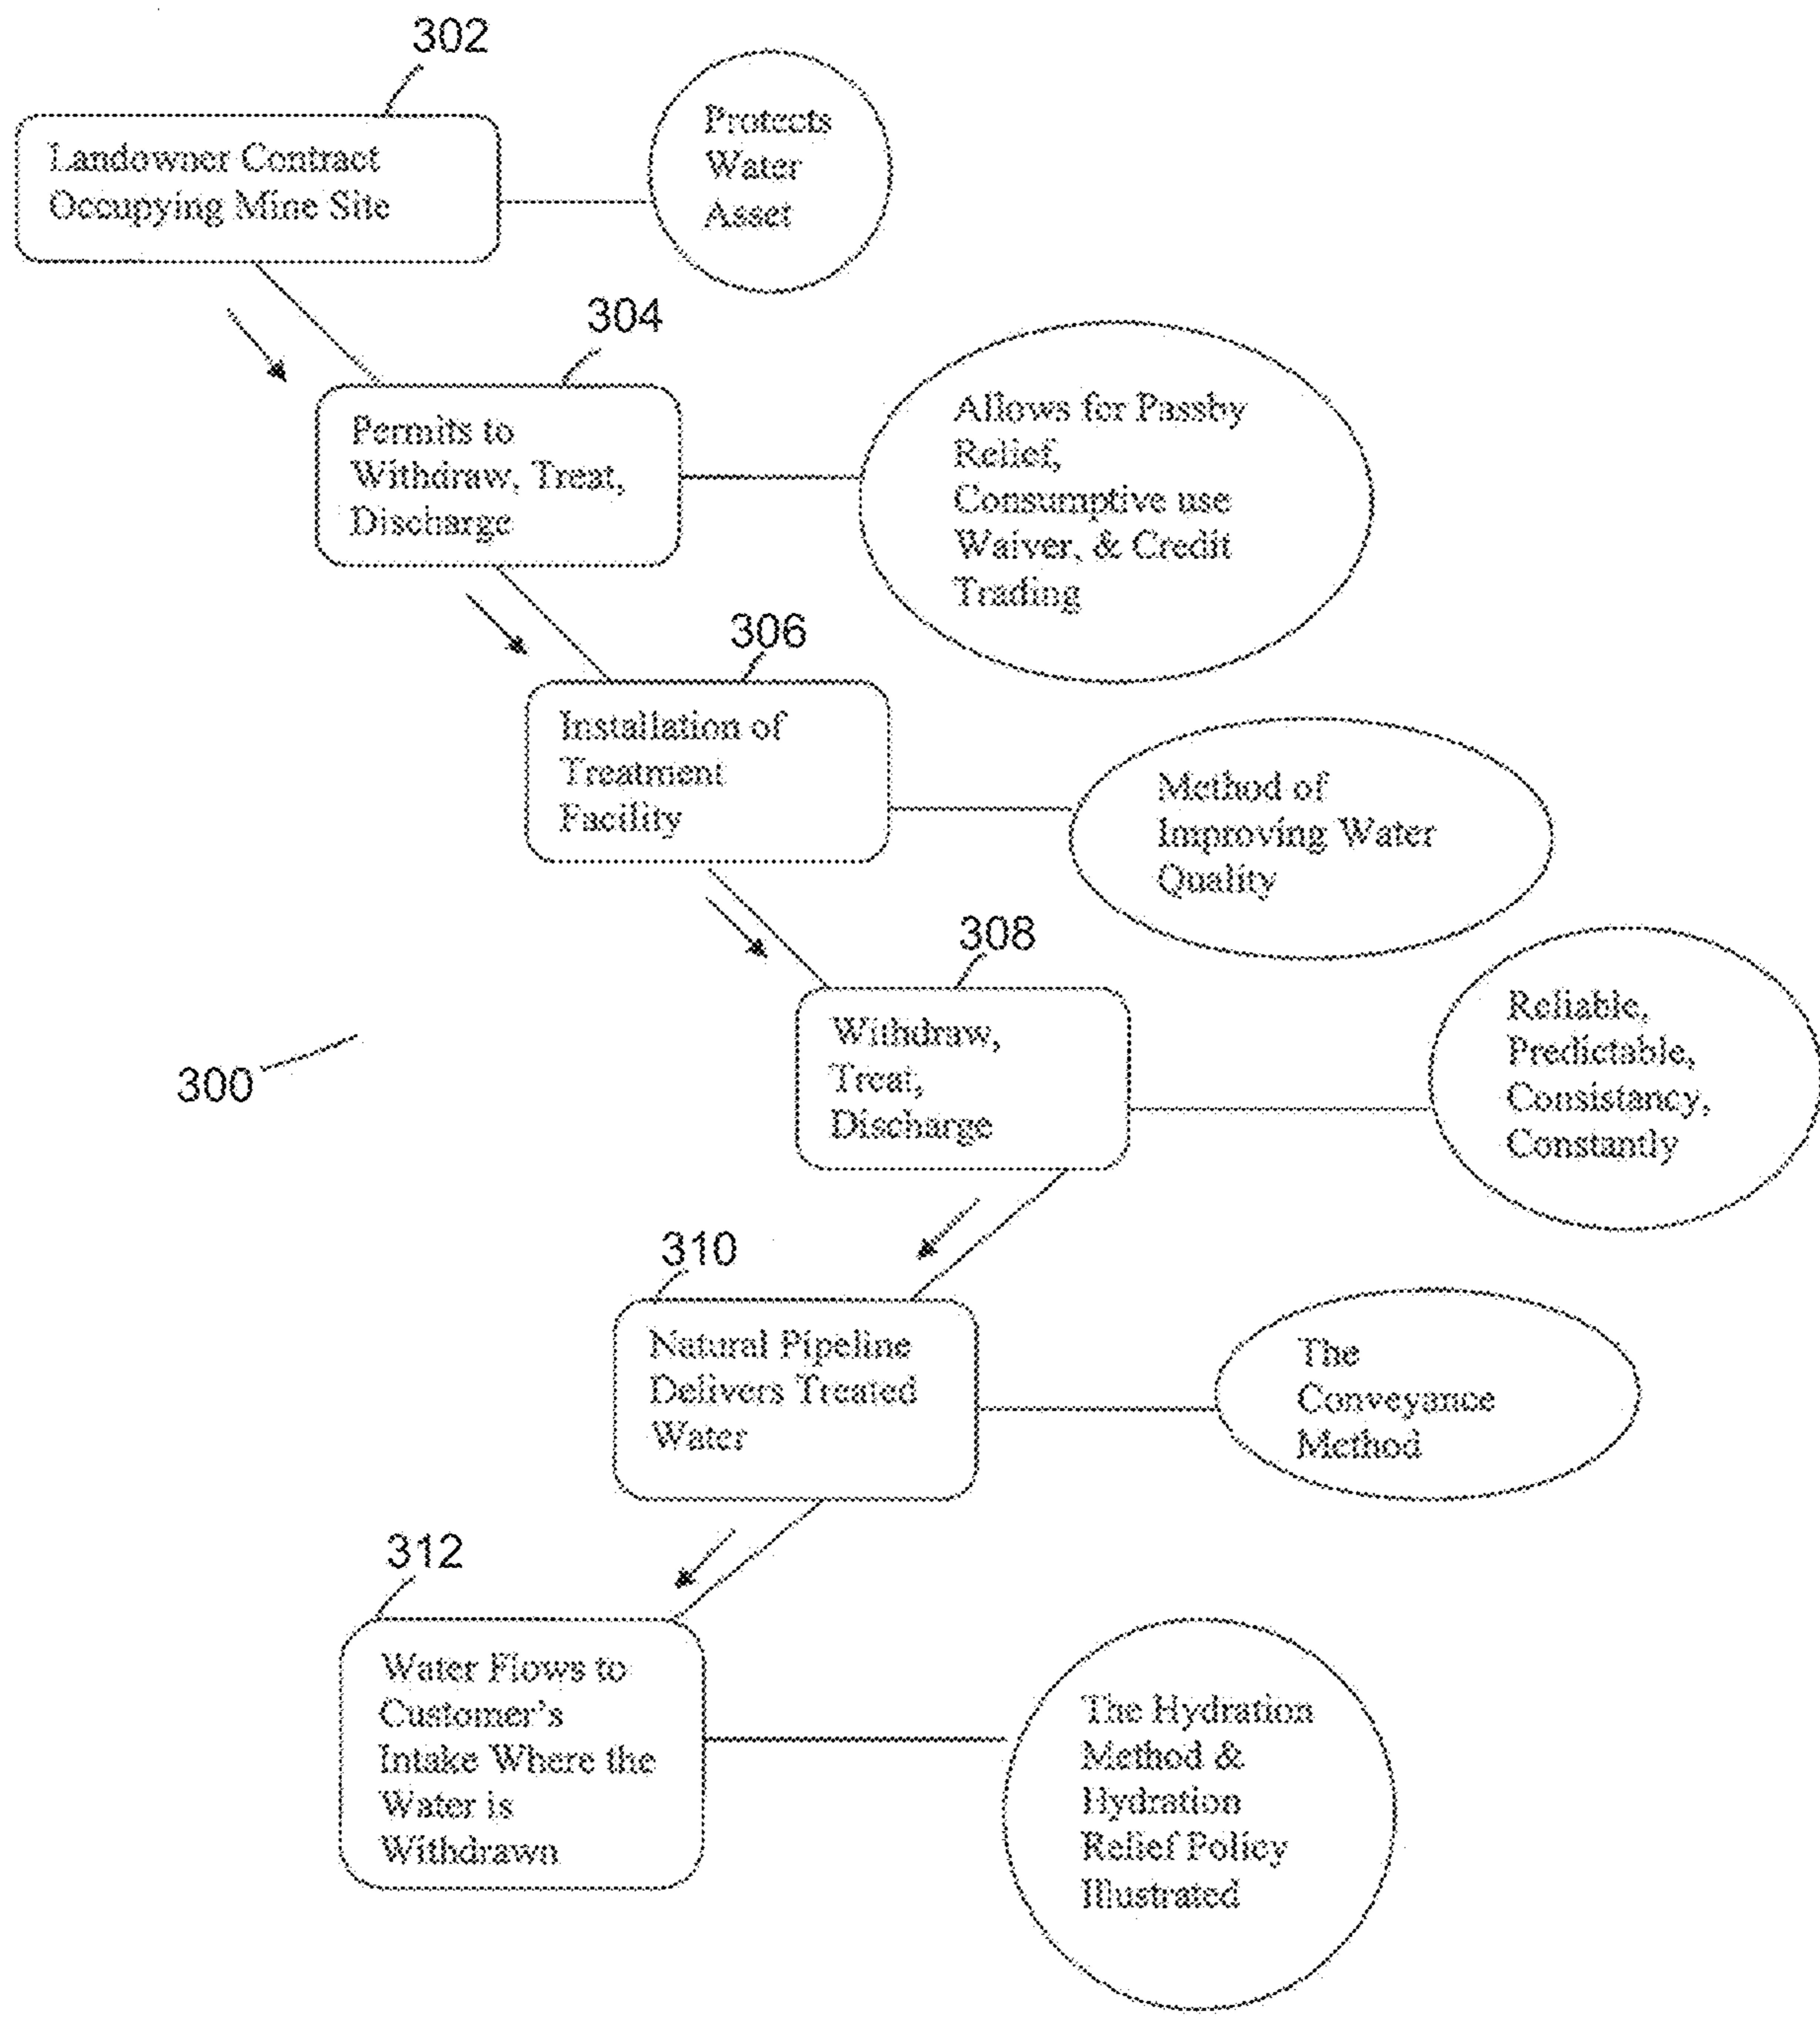 302
Landowner Contract
Occupying Mine Site
Protects
Water
Asset
304
Permits to
Withdraw, Treat,
Discharge
Allows for Passby
Relief,
Consumptive use
Waiver, & Credit
Trading
306
Installation of
Treatment
Facility
Method of
Improving Water
Quality
308
Withdraw,
Treat,
Discharge
Reliable,
Predictable,
Consistancy,
Constantly
300
310
Natural Pipeline
Delivers Treated
Water
The
Conveyance
Method
312
Water Flows to
Customer's
Intake Where the
Water is
Withdrawn
The Hydration
Method &
Hydration
Relief Policy
Illustrated